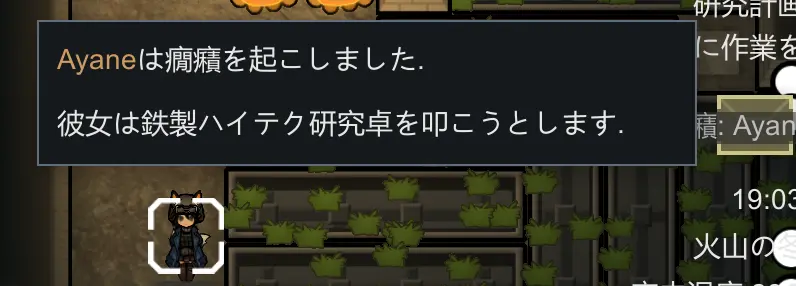 研究計画
に作業を
Ayaneは癇癪を起こしました.
彼女は鉄製ハイテク研究卓を叩こうとします.
癪: Ayan
19:03
火山の